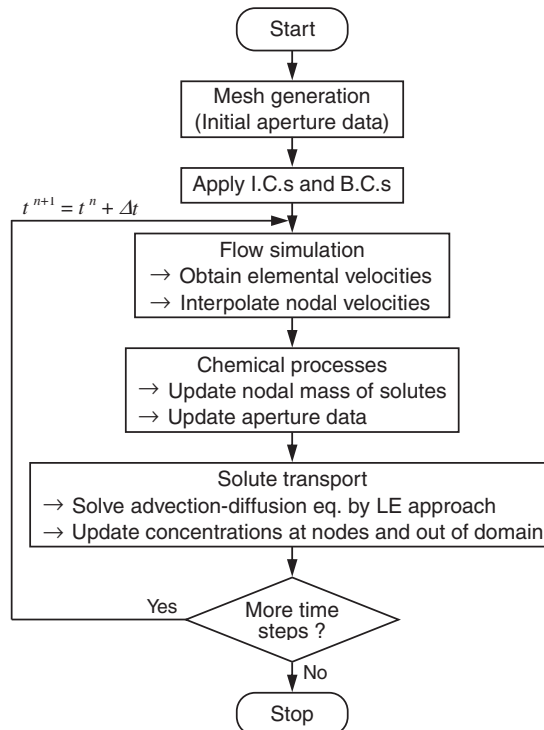 Start
Mesh generation
(Initial aperture data)
Apply I.C.s and B.C.s
t n+1 = t n + Δt
Flow simulation
→ Obtain elemental velocities
→ Interpolate nodal velocities
Chemical processes
→ Update nodal mass of solutes
→ Update aperture data
Solute transport
→ Solve advection-diffusion eq. by LE approach
→ Update concentrations at nodes and out of domain
Yes
More time
steps ?
No
Stop